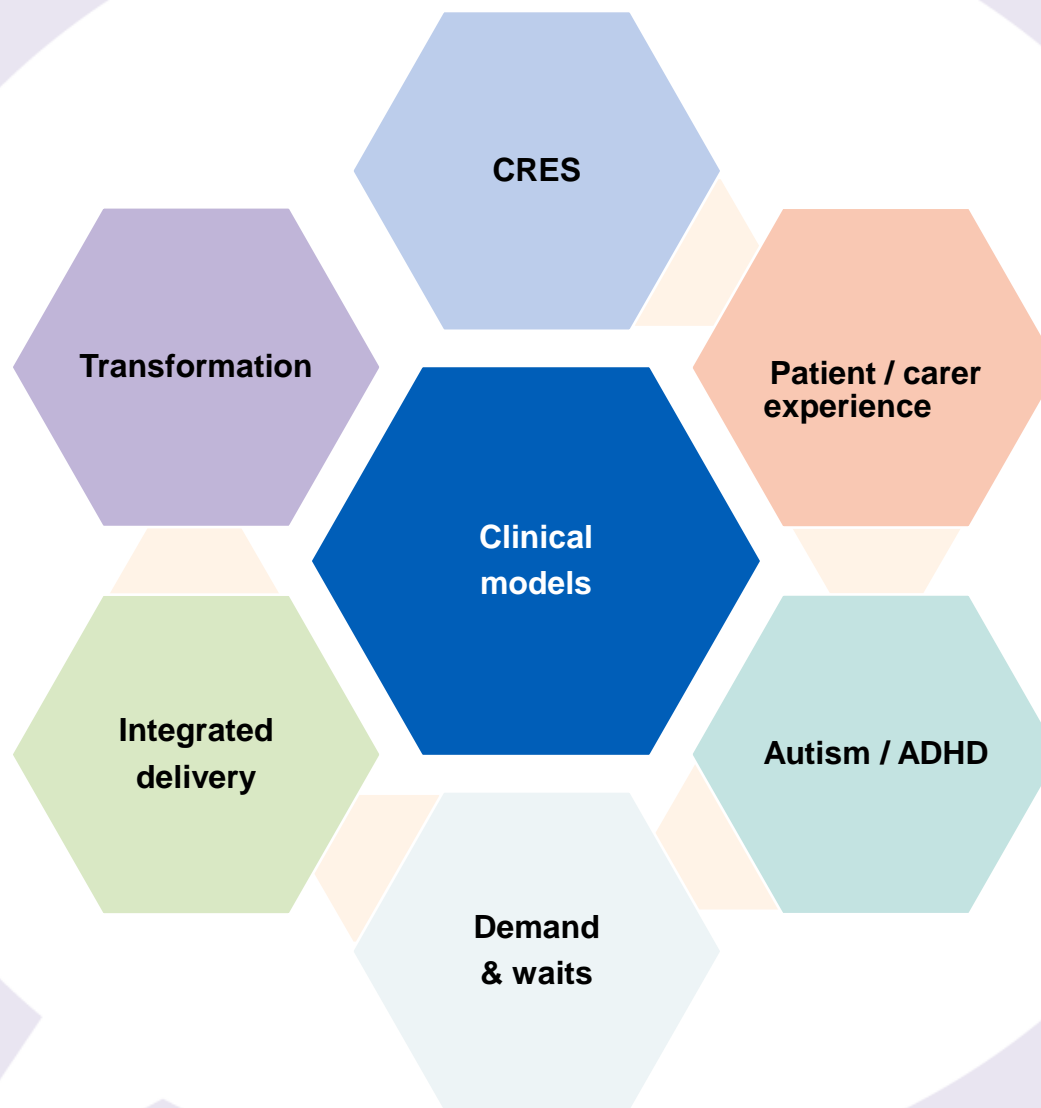 CRES
Transformation
Patient / carer
experience
Clinical
models
Integrated
delivery
Autism / ADHD
Demand
& waits